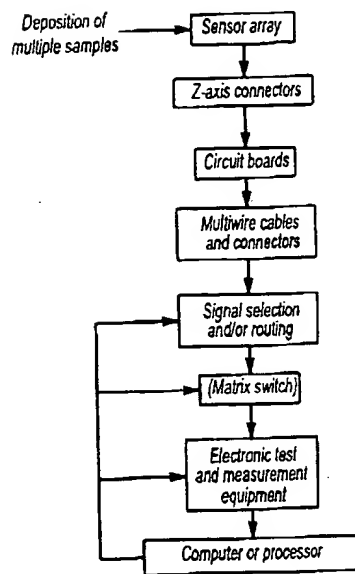 Deposition of
multiple samples
Sensor array
Z-axis connectors
Circuit boards
Multiwire cables
and connectors
Signal selection
and/or routing
(Matrix switch)
Electronic test
and measurement
equipment
Computer or processor